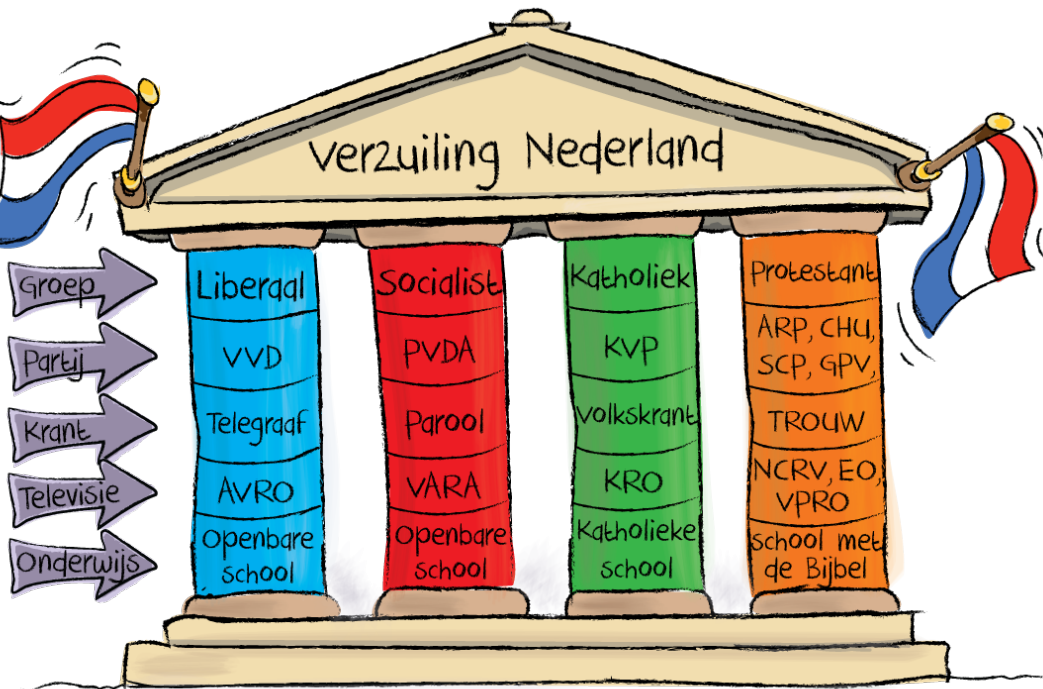 Verzuiling Nederland
Groep
Liberaal
Socialist
Katholiek
Protestant
Partij
VVD
PVDA
KVP
ARP, CHU,
SCP, GPV,
Krant
Telegraaf
Parool
Volkskrant
TROUW
Televisie
AVRO
VARA
KRO
NCRV, EO,
VPRO
Onderwijs
Openbare
school
Openbare
school
Katholieke
school
School met
de Bijbel